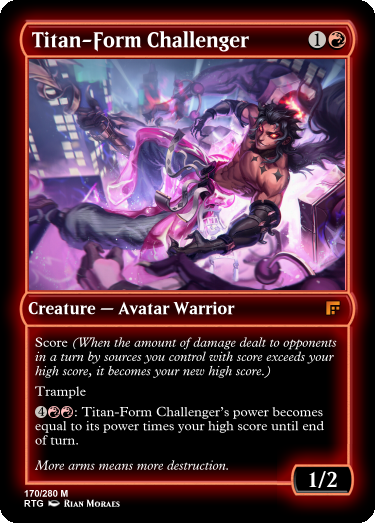 Titan-Form Challenger 1
Creature — Avatar Warrior
Score (When the amount of damage dealt to opponents
in a turn by sources you control with score exceeds your
high score, it becomes your new high score.)
Trample
4: Titan-Form Challenger's power becomes
equal to its power times your high score until end
of turn.
More arms means more destruction.
1/2
170/280 M
RTG Rian Moraes